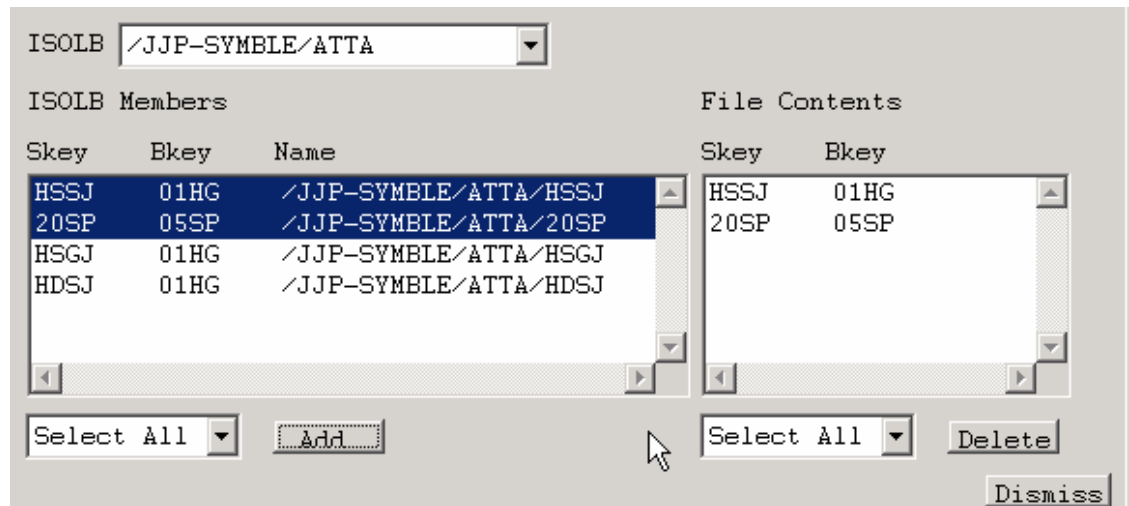 ISOLB /JJP-SYMBLE/ATTA
ISOLB Members File Contents
Skey Bkey Name Skey Bkey
HSSJ 01HG /JJP-SYMBLE/ATTA/HSSJ HSSJ 01HG
20SP 05SP /JJP-SYMBLE/ATTA/20SP 20SP 05SP
HSGJ 01HG /JJP-SYMBLE/ATTA/HSGJ
HDSJ 01HG /JJP-SYMBLE/ATTA/HDSJ
Select All Add Select All Delete
Dismiss